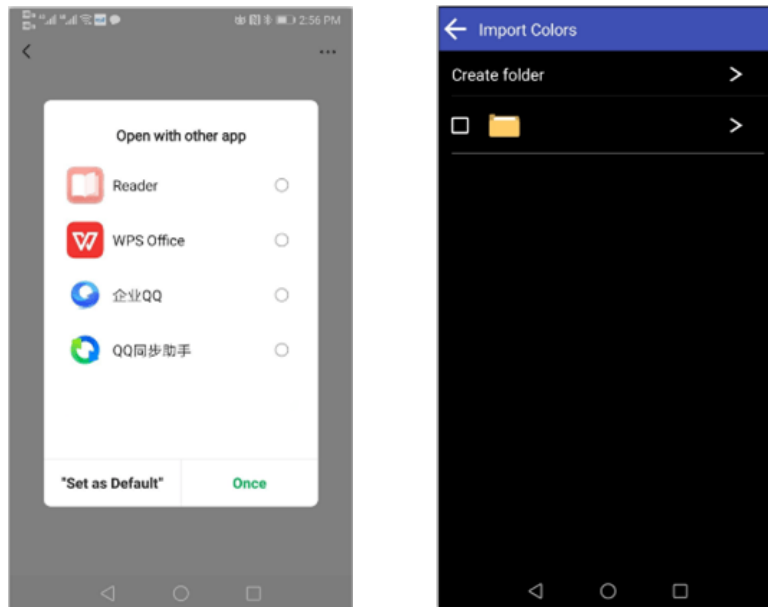 2:56 PM
Open with other app
Reader
WPS Office
企业QQ
QQ同步助手
"Set as Default"
Once
Import Colors
Create folder